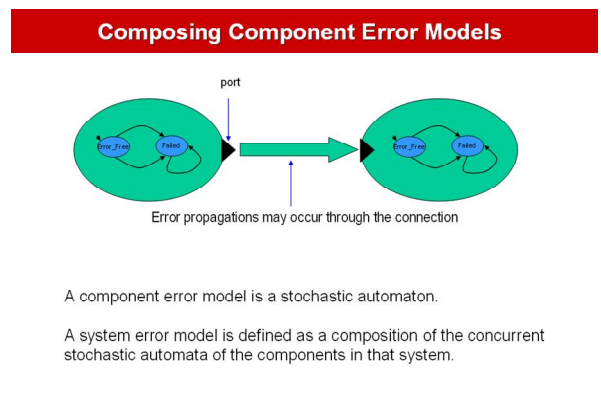 Composing Component Error Models
port
Error_Free
Failed
Error_Free
Failed
Error propagations may occur through the connection
A component error model is a stochastic automaton.
A system error model is defined as a composition of the concurrent
stochastic automata of the components in that system.